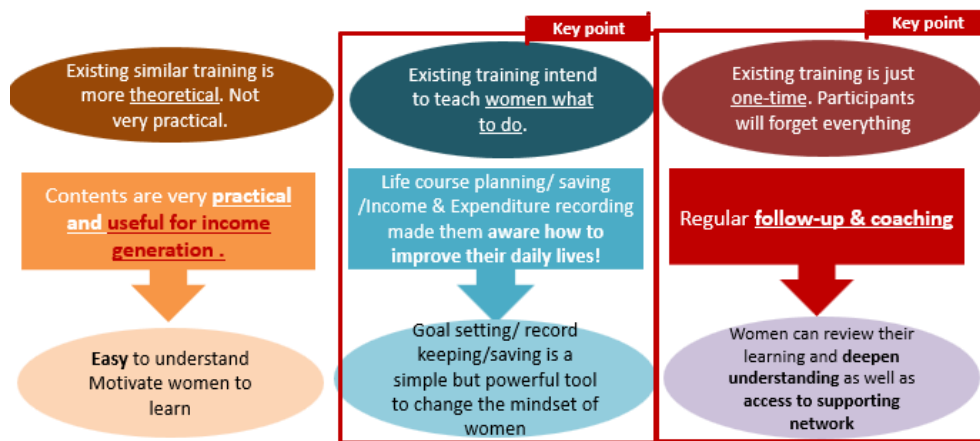 Key point
Key point
Existing similar training is
more theoretical. Not
very practical.
Existing training intend
to teach women what
to do.
Existing training is just
one-time. Participants
will forget everything
Contents are very practical
and useful for income
generation .
Life course planning/ saving
/Income & Expenditure recording
made them aware how to
improve their daily lives!
Regular follow-up & coaching
Easy to understand
Motivate women to
learn
Goal setting/ record
keeping/saving is a
simple but powerful tool
to change the mindset of
women
Women can review their
learning and deepen
understanding as well as
access to supporting
network